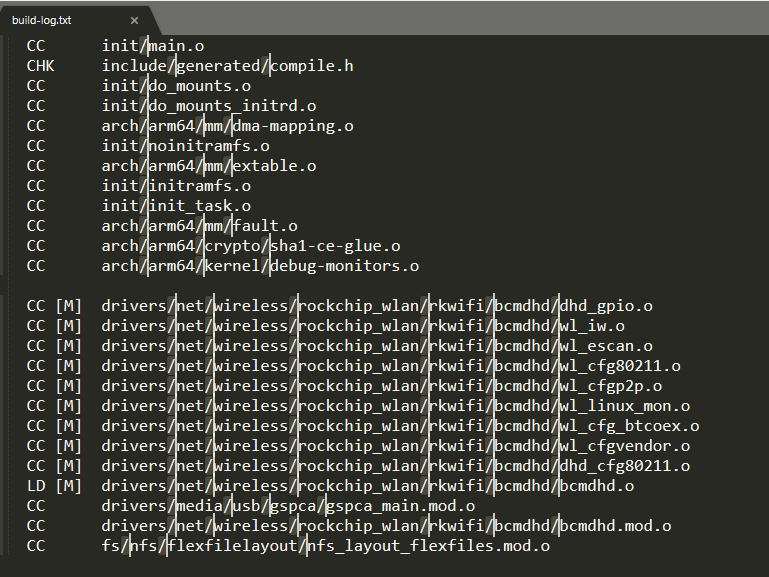 build-log.txt ×
CC init/main.o
CHK include/generated/compile.h
CC init/do_mounts.o
CC init/do_mounts_initrd.o
CC arch/arm64/mm/dma-mapping.o
CC init/noinitramfs.o
CC arch/arm64/mm/extable.o
CC init/initramfs.o
CC init/init_task.o
CC arch/arm64/mm/fault.o
CC arch/arm64/crypto/sha1-ce-glue.o
CC arch/arm64/kernel/debug-monitors.o
CC [M] drivers/net/wireless/rockchip_wlan/rkwifi/bcmdhd/dhd_gpio.o
CC [M] drivers/net/wireless/rockchip_wlan/rkwifi/bcmdhd/wl_iw.o
CC [M] drivers/net/wireless/rockchip_wlan/rkwifi/bcmdhd/wl_escan.o
CC [M] drivers/net/wireless/rockchip_wlan/rkwifi/bcmdhd/wl_cfg80211.o
CC [M] drivers/net/wireless/rockchip_wlan/rkwifi/bcmdhd/wl_cfgp2p.o
CC [M] drivers/net/wireless/rockchip_wlan/rkwifi/bcmdhd/wl_linux_mon.o
CC [M] drivers/net/wireless/rockchip_wlan/rkwifi/bcmdhd/wl_cfg_btcoex.o
CC [M] drivers/net/wireless/rockchip_wlan/rkwifi/bcmdhd/wl_cfgvendor.o
CC [M] drivers/net/wireless/rockchip_wlan/rkwifi/bcmdhd/dhd_cfg80211.o
LD [M] drivers/net/wireless/rockchip_wlan/rkwifi/bcmdhd/bcmdhd.o
CC drivers/media/usb/gspca/gspca_main.mod.o
CC drivers/net/wireless/rockchip_wlan/rkwifi/bcmdhd/bcmdhd.mod.o
CC fs/nfs/flexfilelayout/nfs_layout_flexfiles.mod.o